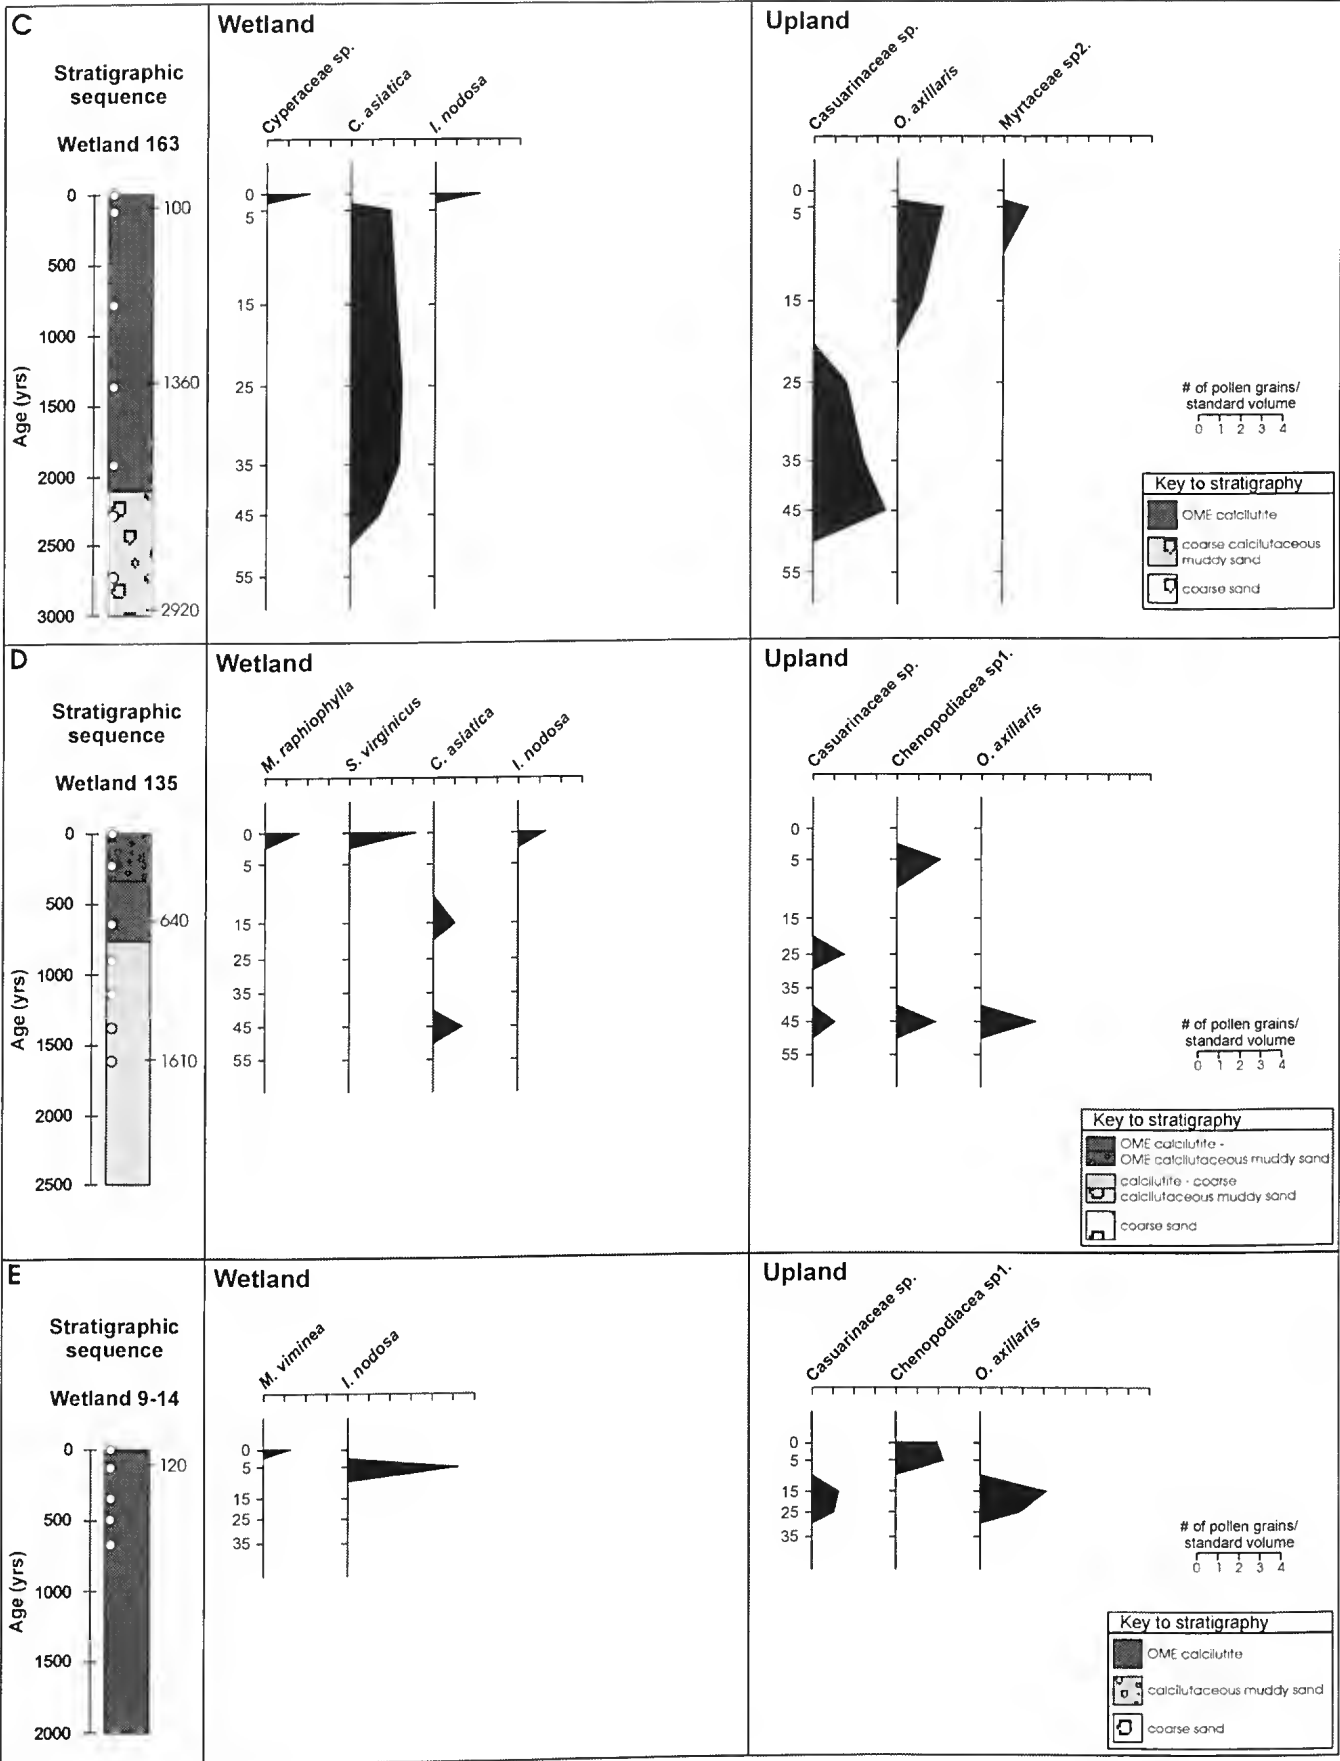 C
Stratigraphic
sequence
Wetland 163
Age (yrs)
0
500
1000
1500
2000
2500
3000
100
1360
2920
Wetland
Cyperaceae sp.
C. asiatica
I. nodosa
0
5
15
25
35
45
55
Upland
Casuarinaceae sp.
O. axillaris
Myrtaceae sp2.
0
5
15
25
35
45
55
# of pollen grains/
standard volume
0 1 2 3 4
Key to stratigraphy
OME calcilutite
coarse calcilutaceous
muddy sand
coarse sand
D
Stratigraphic
sequence
Wetland 135
Age (yrs)
0
500
1000
1500
2000
2500
640
1610
Wetland
M. raphiophylla
S. virginicus
C. asiatica
I. nodosa
0
5
15
25
35
45
55
Upland
Casuarinaceae sp.
Chenopodiacea sp1.
O. axillaris
0
5
15
25
35
45
55
# of pollen grains/
standard volume
0 1 2 3 4
Key to stratigraphy
OME calcilutite -
OME calcilutaceous muddy sand
calcilutite - coarse
calcilutaceous muddy sand
coarse sand
E
Stratigraphic
sequence
Wetland 9-14
Age (yrs)
0
500
1000
1500
2000
120
Wetland
M. viminea
I. nodosa
0
5
15
25
35
Upland
Casuarinaceae sp.
Chenopodiacea sp1.
O. axillaris
0
5
15
25
35
# of pollen grains/
standard volume
0 1 2 3 4
Key to stratigraphy
OME calcilutite
calcilutaceous muddy sand
coarse sand